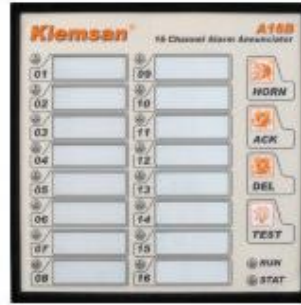 Klemsan® A16B
16 Channel Alarm Annunciator
01 09
02 10
03 11
04 12
05 13
06 14
07 15
08 16
HORN
ACK
DEL
TEST
RUN
STAT